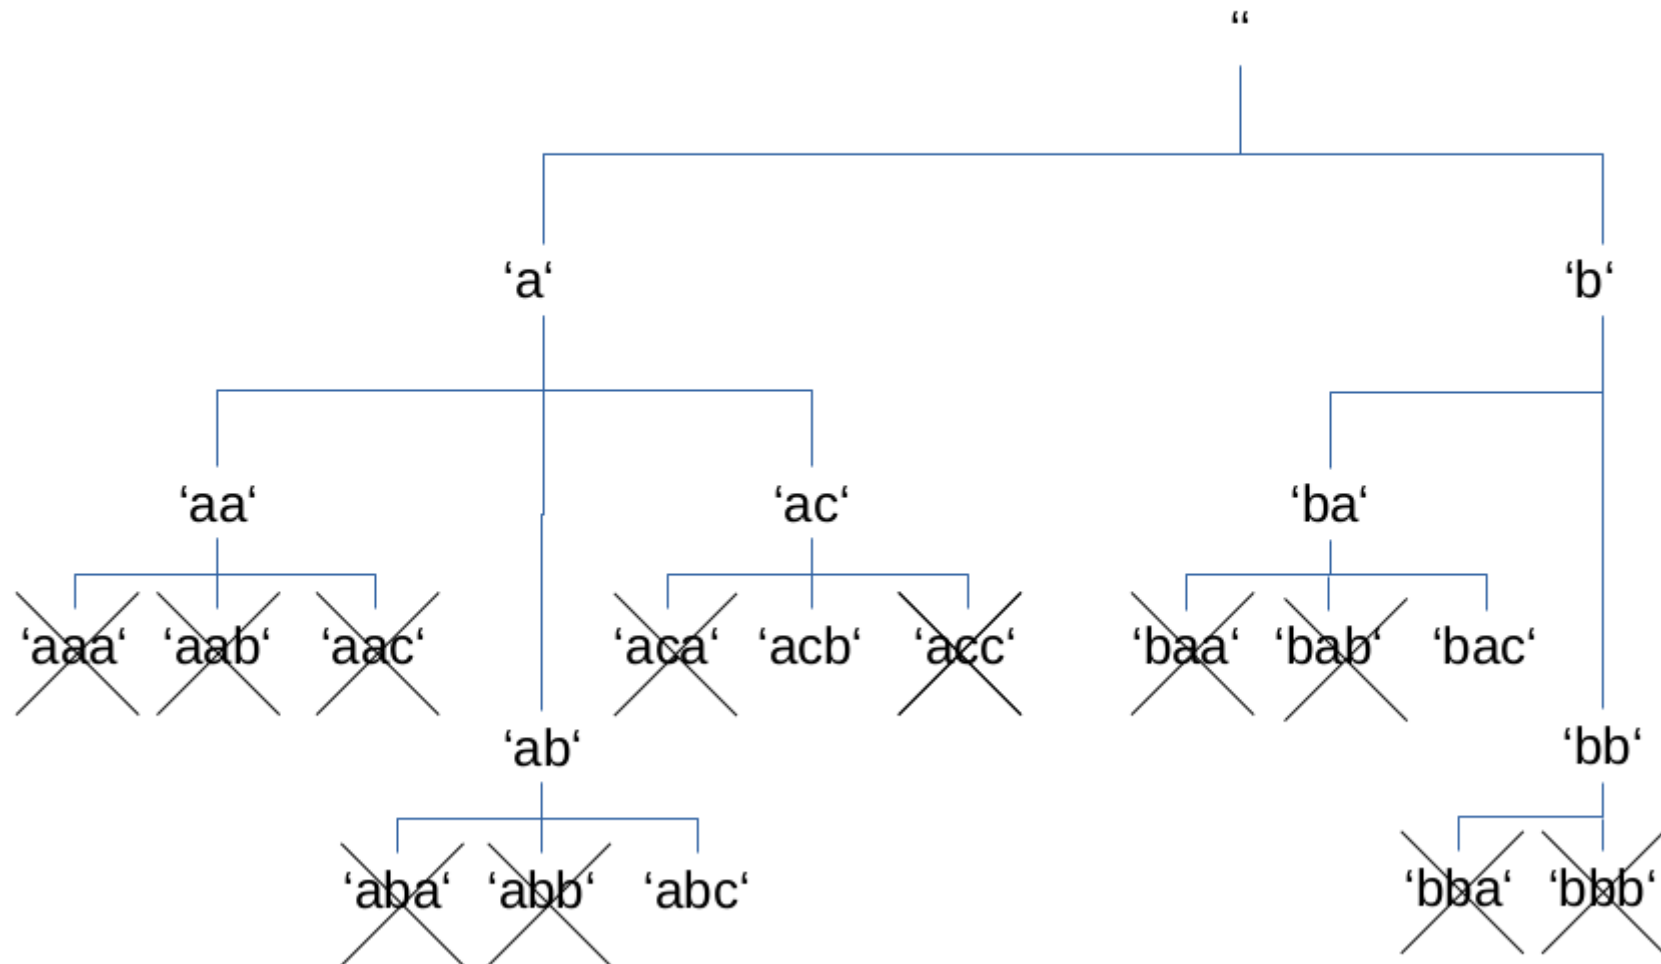 “
‘a‘ ‘b‘
‘aa‘ ‘ac‘ ‘ba‘
‘aaa‘ ‘aab‘ ‘aac‘ ‘aca‘ ‘acb‘ ‘acc‘ ‘baa‘ ‘bab‘ ‘bac‘
‘ab‘ ‘bb‘
‘aba‘ ‘abb‘ ‘abc‘ ‘bba‘ ‘bbb‘